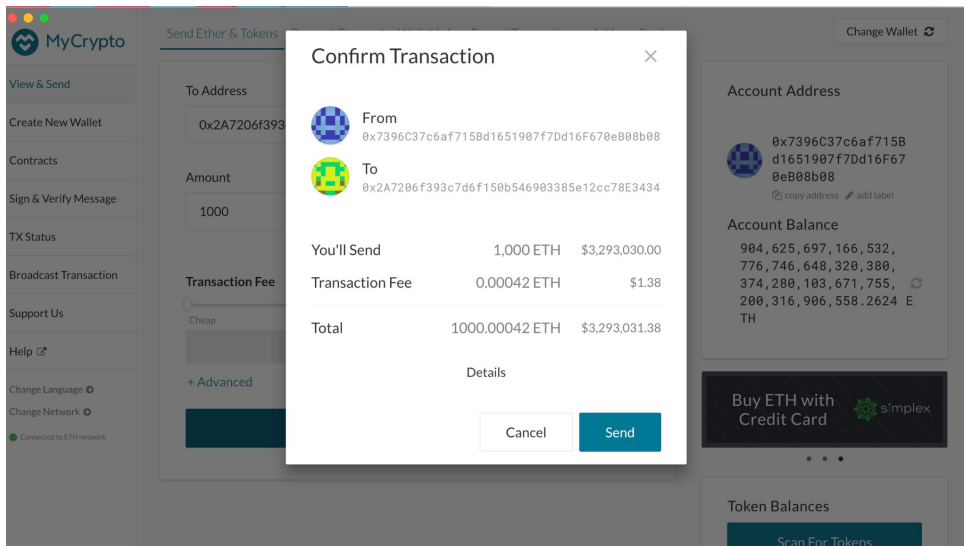 MyCrypto
Send Ether & Tokens
Change Wallet
View & Send
Create New Wallet
Contracts
Sign & Verify Message
TX Status
Broadcast Transaction
Support Us
Help
Change Language
Change Network
Connected to ETH network
To Address
0x2A7206f393
Amount
1000
Transaction Fee
Cheap
+ Advanced
Confirm Transaction
From
0x7396C37c6af715Bd1651907f7Dd16F670eB08b08
To
0x2A7206f393c7d6f150b546903385e12cc78E3434
You'll Send 1,000 ETH $3,293,030.00
Transaction Fee 0.00042 ETH $1.38
Total 1000.00042 ETH $3,293,031.38
Details
Cancel Send
Account Address
0x7396C37c6af715B
d1651907f7Dd16F67
0eB08b08
copy address add label
Account Balance
904,625,697,166,532,
776,746,648,320,380,
374,280,103,671,755,
200,316,906,558.2624 E
TH
Buy ETH with
Credit Card
simplex
Token Balances
Scan For Tokens